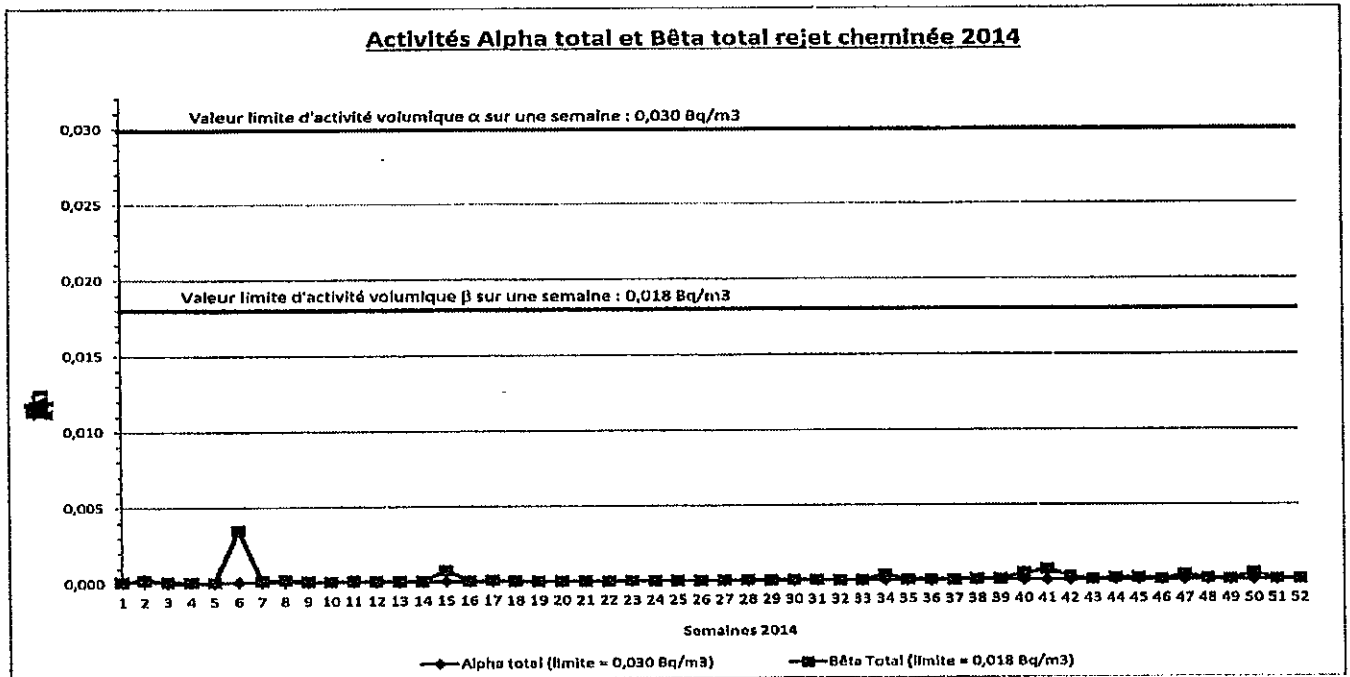 Activités Alpha total et Bêta total rejet cheminée 2014
Valeur limite d'activité volumique α sur une semaine : 0,030 Bq/m3
0,030
0,025
0,020
Valeur limite d'activité volumique β sur une semaine : 0,018 Bq/m3
0,015
0,010
0,005
0,000
1 2 3 4 5 6 7 8 9 10 11 12 13 14 15 16 17 18 19 20 21 22 23 24 25 26 27 28 29 30 31 32 33 34 35 36 37 38 39 40 41 42 43 44 45 46 47 48 49 50 51 52
Semaines 2014
Alpha total (limite = 0,030 Bq/m3) Bêta Total (limite = 0,018 Bq/m3)